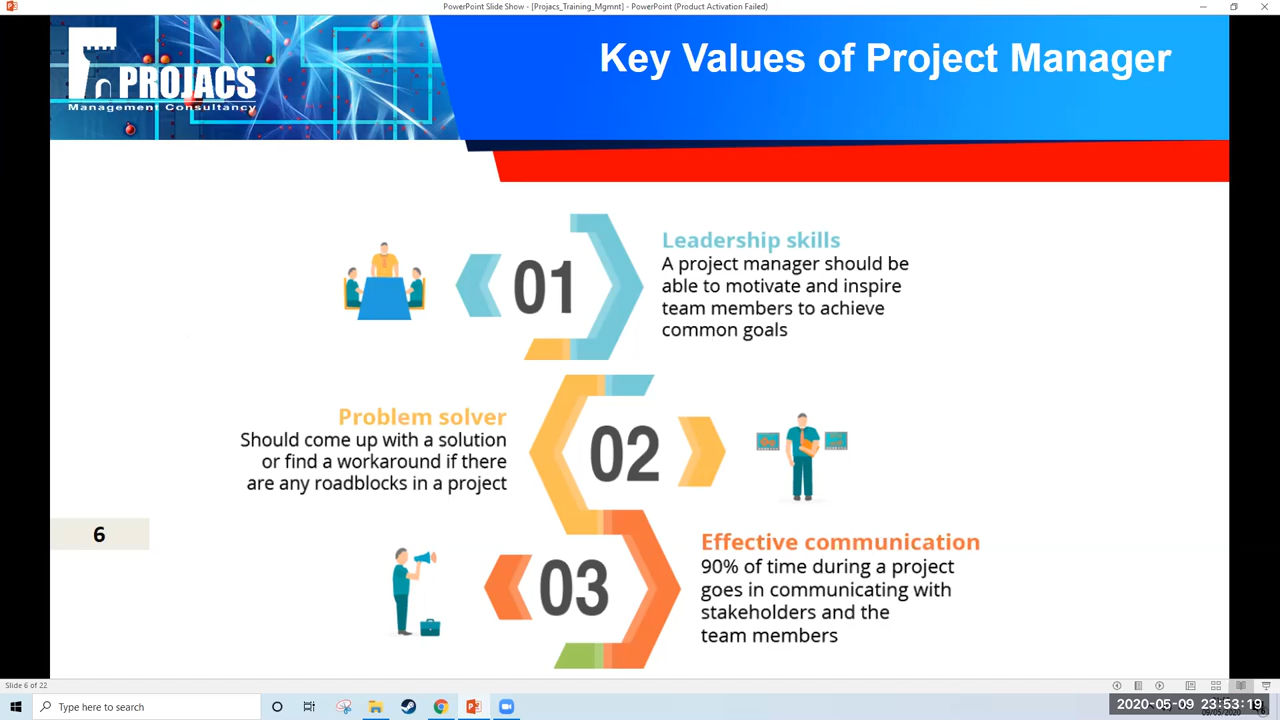 PowerPoint Slide Show - [Projacs_Training_Mgmnt] - PowerPoint (Product Activation Failed)
PROJACS
Management Consultancy
Key Values of Project Manager
01
Leadership skills
A project manager should be
able to motivate and inspire
team members to achieve
common goals
Problem solver
Should come up with a solution
or find a workaround if there
are any roadblocks in a project
02
6
03
Effective communication
90% of time during a project
goes in communicating with
stakeholders and the
team members
Slide 6 of 22
Type here to search
2020-05-09 23:53:19